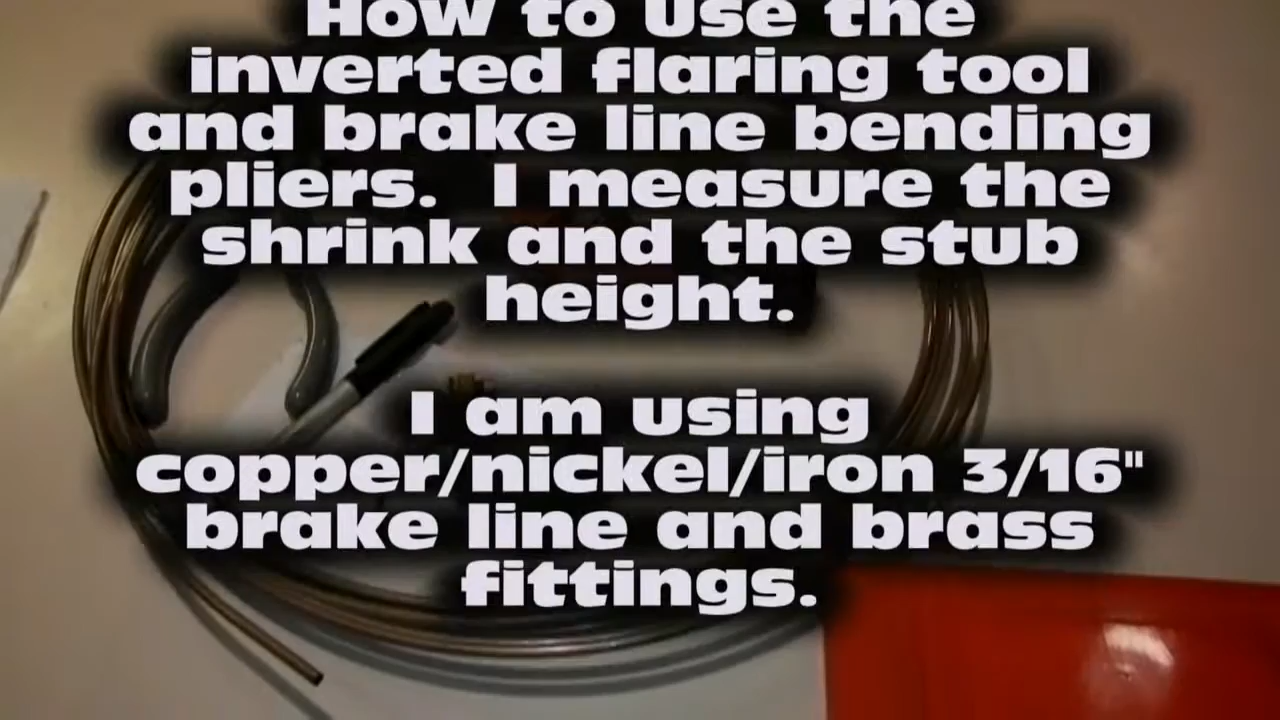 How to use the
inverted flaring tool
and brake line bending
pliers.  I measure the
shrink and the stub
height.
I am using
copper/nickel/iron 3/16"
brake line and brass
fittings.